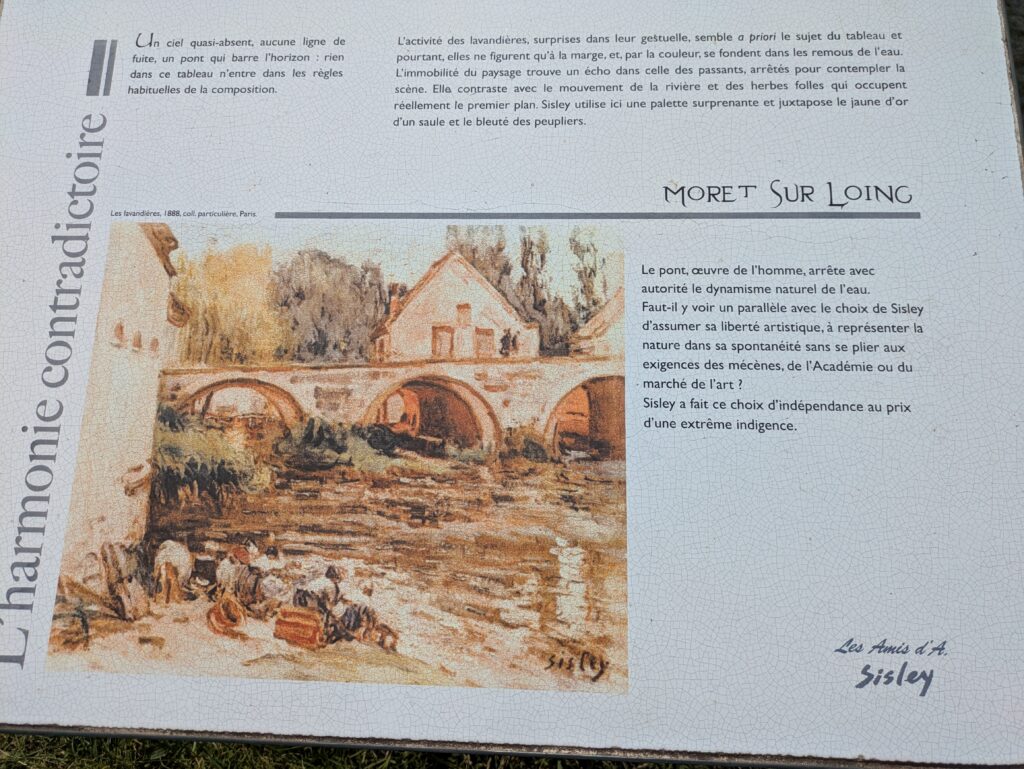 L'harmonie contradictoire
Un ciel quasi-absent, aucune ligne de
fuite, un pont qui barre l'horizon : rien
dans ce tableau n'entre dans les règles
habituelles de la composition.
L'activité des lavandières, surprises dans leur gestuelle, semble a priori le sujet du tableau et
pourtant, elles ne figurent qu'à la marge, et, par la couleur, se fondent dans les remous de l'eau.
L'immobilité du paysage trouve un écho dans celle des passants, arrêtés pour contempler la
scène. Elle contraste avec le mouvement de la rivière et des herbes folles qui occupent
réellement le premier plan. Sisley utilise ici une palette surprenante et juxtapose le jaune d'or
d'un saule et le bleuté des peupliers.
Moret Sur Loing
Les lavandières, 1888, coll. particulière, Paris.
Le pont, œuvre de l'homme, arrête avec
autorité le dynamisme naturel de l'eau.
Faut-il y voir un parallèle avec le choix de Sisley
d'assumer sa liberté artistique, à représenter la
nature dans sa spontanéité sans se plier aux
exigences des mécènes, de l'Académie ou du
marché de l'art ?
Sisley a fait ce choix d'indépendance au prix
d'une extrême indigence.
Sisley
Les Amis d'A.
Sisley